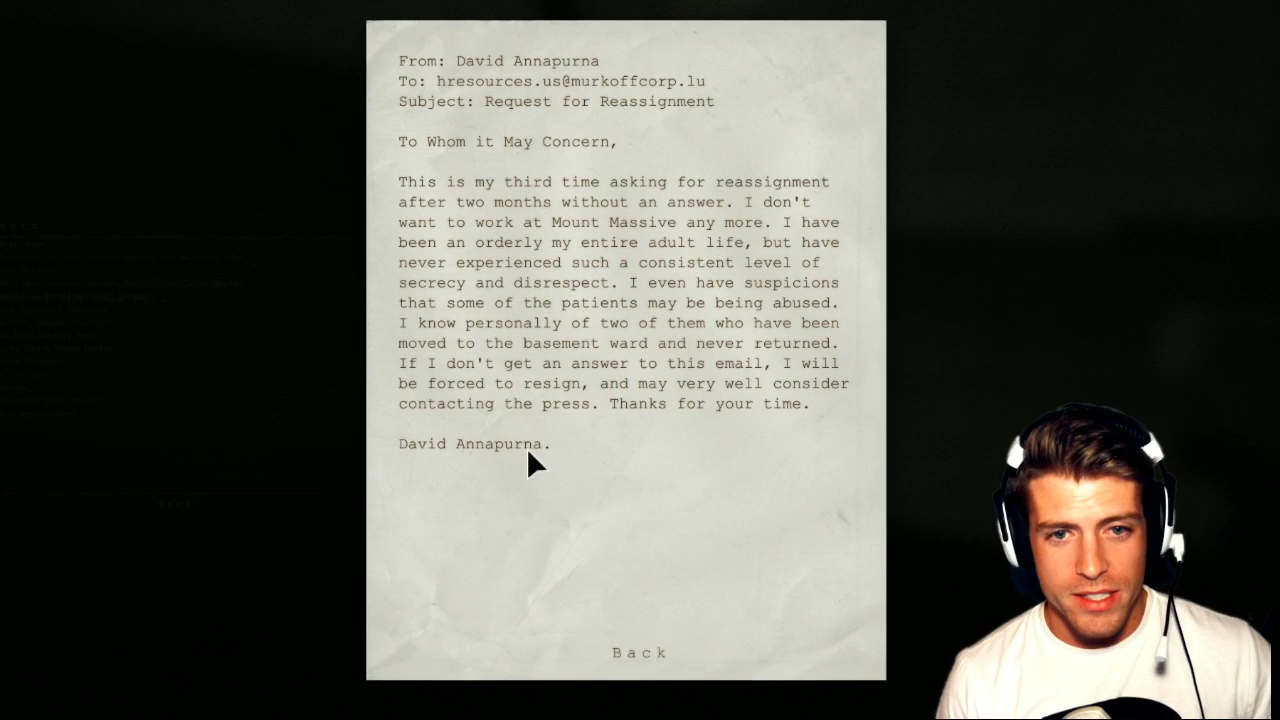 From: David Annapurna
To: hresources.us@murkoffcorp.lu
Subject: Request for Reassignment
To Whom it May Concern,
This is my third time asking for reassignment
after two months without an answer. I don't
want to work at Mount Massive any more. I have
been an orderly my entire adult life, but have
never experienced such a consistent level of
secrecy and disrespect. I even have suspicions
that some of the patients may be being abused.
I know personally of two of them who have been
moved to the basement ward and never returned.
If I don't get an answer to this email, I will
be forced to resign, and may very well consider
contacting the press. Thanks for your time.
David Annapurna.
Back